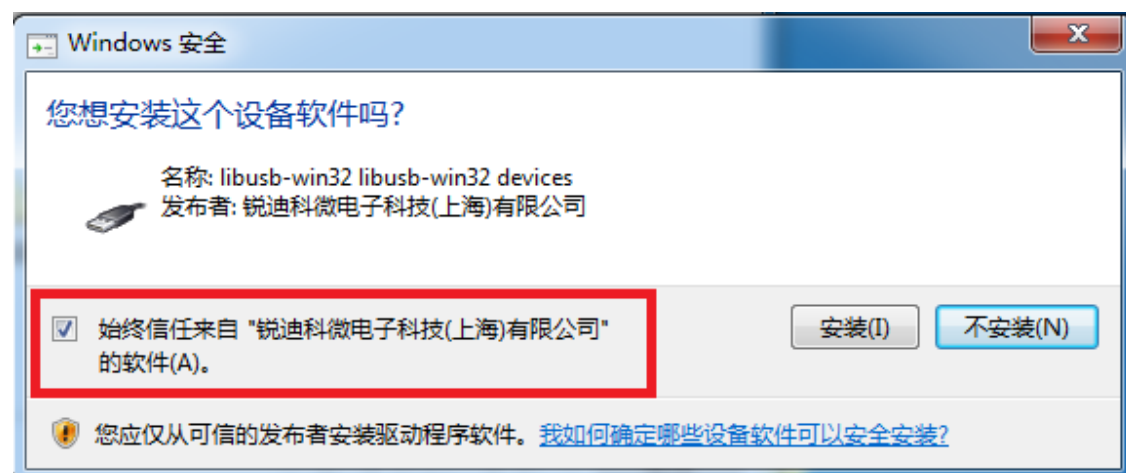 Windows 安全
x
您想安装这个设备软件吗?
名称: libusb-win32 libusb-win32 devices
发布者: 锐迪科微电子科技(上海)有限公司
始终信任来自 "锐迪科微电子科技(上海)有限公司"
的软件(A)。
安装(I)
不安装(N)
您应仅从可信的发布者安装驱动程序软件。我如何确定哪些设备软件可以安全安装?